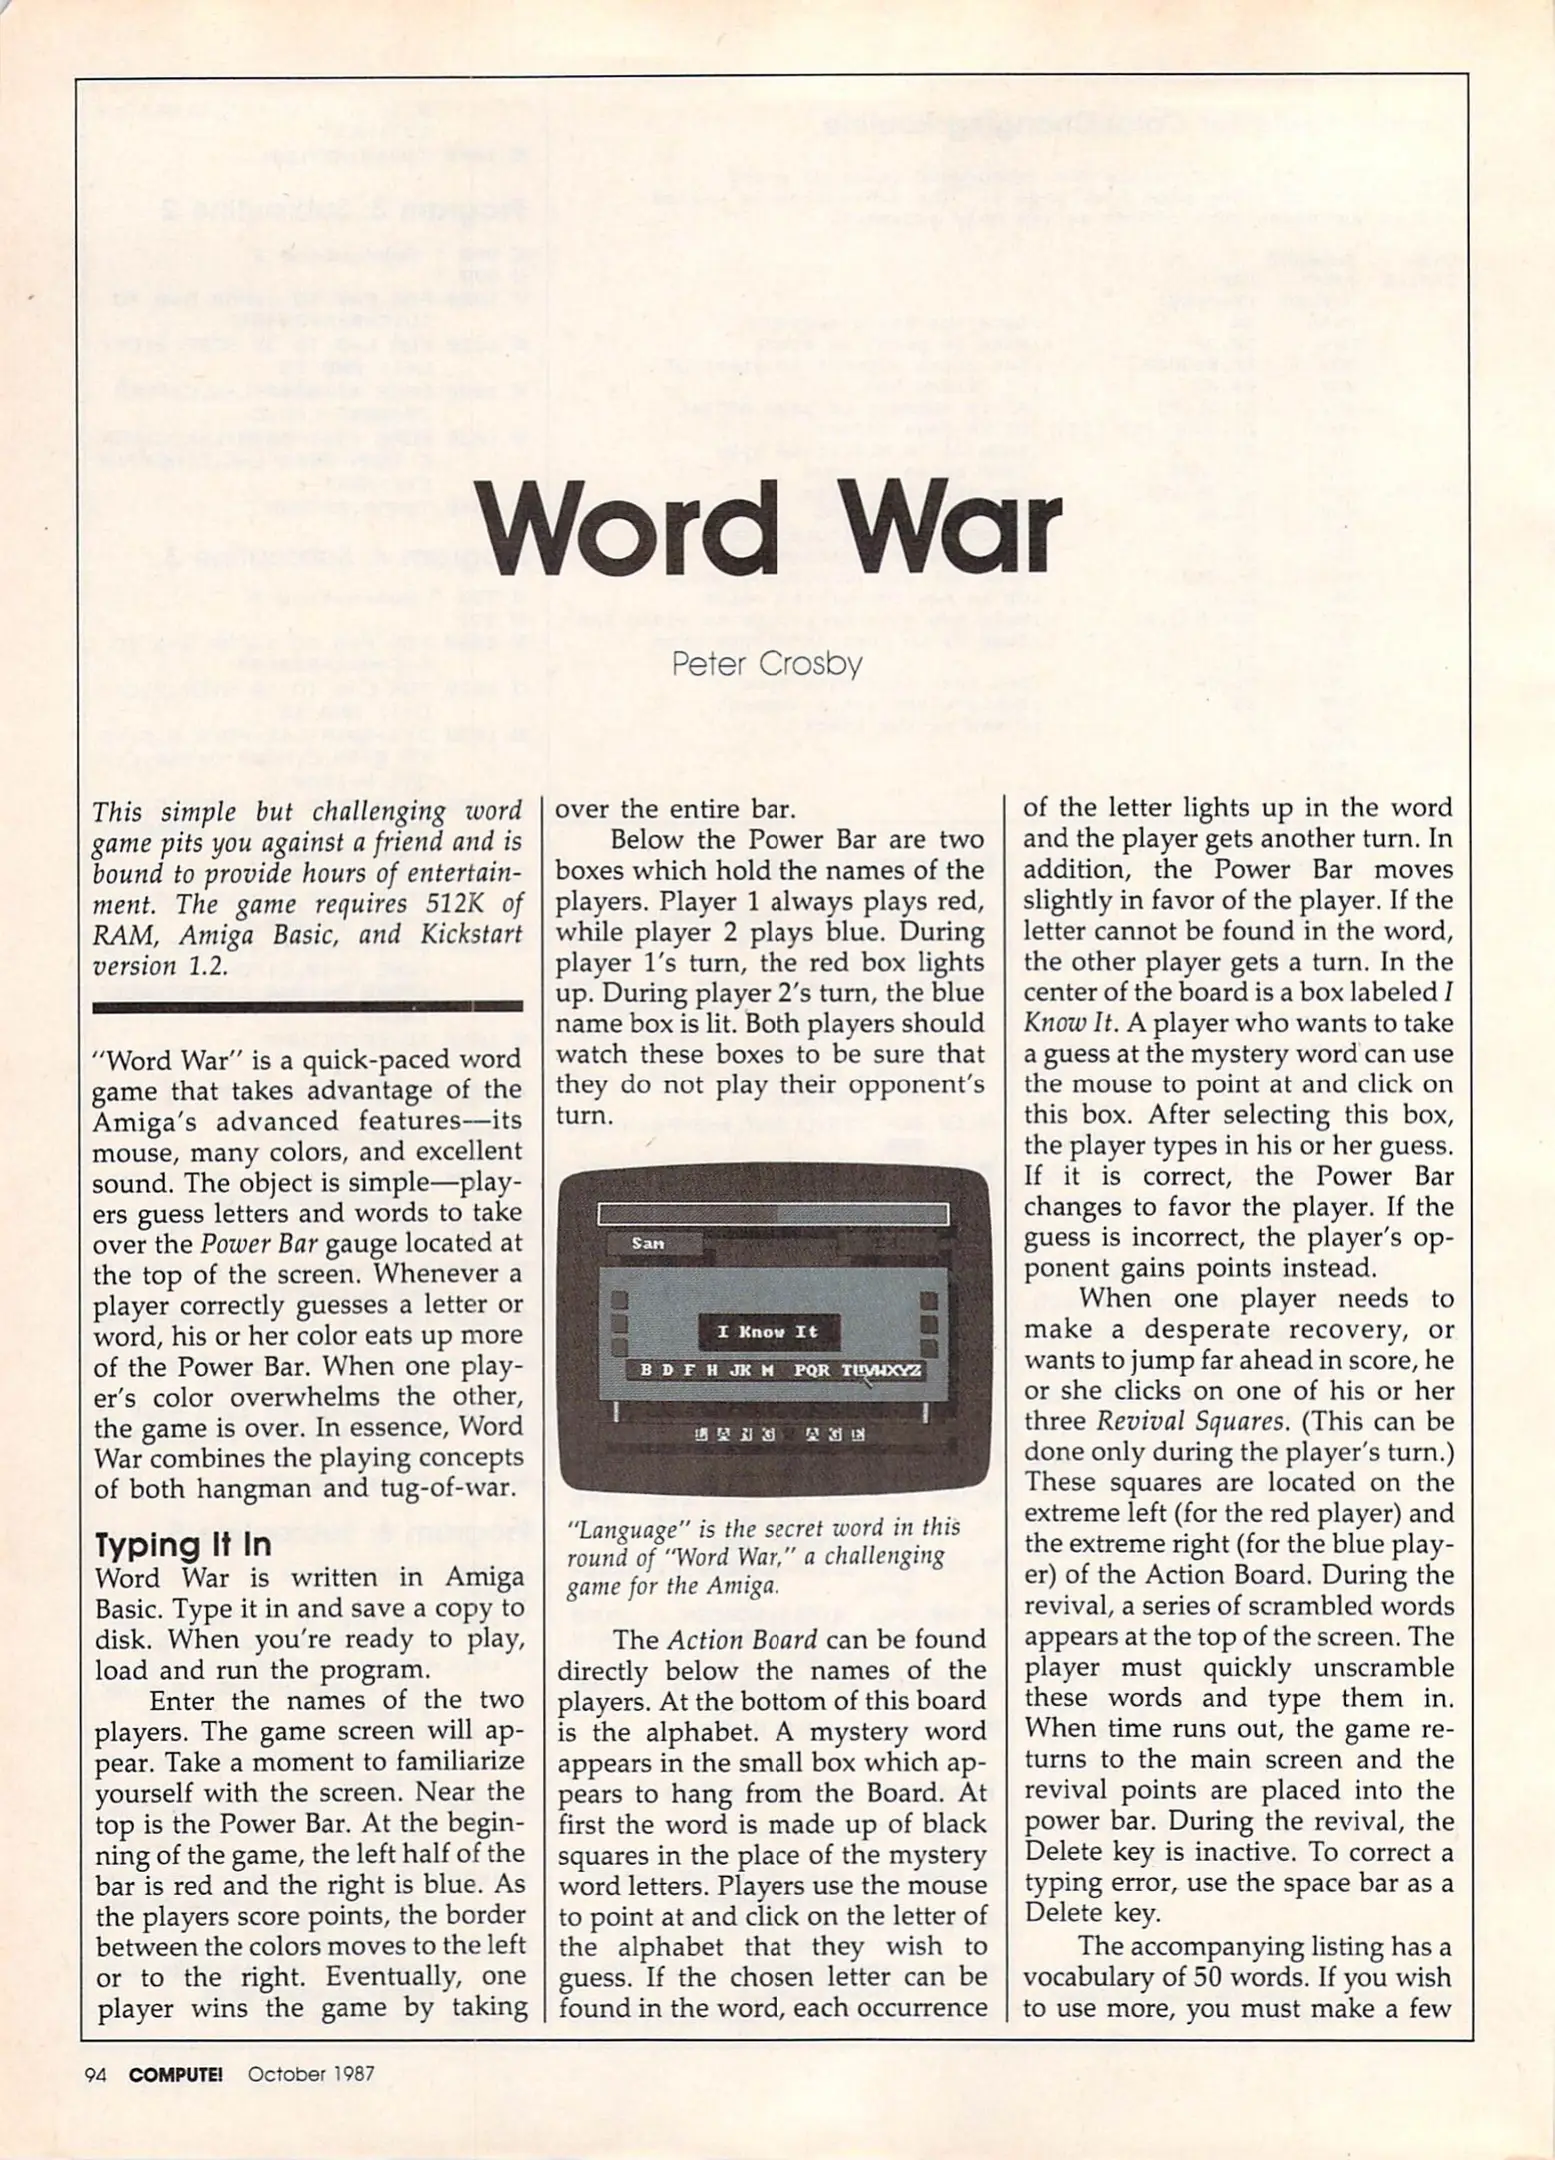 Word War
Peter Crosby
This simple but challenging word
game pits you against a friend and is
bound to provide hours of entertain-
ment. The game requires 512K of
RAM, Amiga Basic, and Kickstart
version 1.2.
"Word War" is a quick-paced word
game that takes advantage of the
Amiga's advanced features—its
mouse, many colors, and excellent
sound. The object is simple—play-
ers guess letters and words to take
over the Power Bar gauge located at
the top of the screen. Whenever a
player correctly guesses a letter or
word, his or her color eats up more
of the Power Bar. When one play-
er's color overwhelms the other,
the game is over. In essence, Word
War combines the playing concepts
of both hangman and tug-of-war.
Typing It In
Word War is written in Amiga
Basic. Type it in and save a copy to
disk. When you're ready to play,
load and run the program.
Enter the names of the two
players. The game screen will ap-
pear. Take a moment to familiarize
yourself with the screen. Near the
top is the Power Bar. At the begin-
ning of the game, the left half of the
bar is red and the right is blue. As
the players score points, the border
between the colors moves to the left
or to the right. Eventually, one
player wins the game by taking
over the entire bar.
Below the Power Bar are two
boxes which hold the names of the
players. Player 1 always plays red,
while player 2 plays blue. During
player 1's turn, the red box lights
up. During player 2's turn, the blue
name box is lit. Both players should
watch these boxes to be sure that
they do not play their opponent's
turn.
Sam
I Know It
B D F H JK M PQR TUVWXYZ
L A N G A G E
"Language" is the secret word in this
round of "Word War," a challenging
game for the Amiga.
The Action Board can be found
directly below the names of the
players. At the bottom of this board
is the alphabet. A mystery word
appears in the small box which ap-
pears to hang from the Board. At
first the word is made up of black
squares in the place of the mystery
word letters. Players use the mouse
to point at and click on the letter of
the alphabet that they wish to
guess. If the chosen letter can be
found in the word, each occurrence
of the letter lights up in the word
and the player gets another turn. In
addition, the Power Bar moves
slightly in favor of the player. If the
letter cannot be found in the word,
the other player gets a turn. In the
center of the board is a box labeled I
Know It. A player who wants to take
a guess at the mystery word can use
the mouse to point at and click on
this box. After selecting this box,
the player types in his or her guess.
If it is correct, the Power Bar
changes to favor the player. If the
guess is incorrect, the player's op-
ponent gains points instead.
When one player needs to
make a desperate recovery, or
wants to jump far ahead in score, he
or she clicks on one of his or her
three Revival Squares. (This can be
done only during the player's turn.)
These squares are located on the
extreme left (for the red player) and
the extreme right (for the blue play-
er) of the Action Board. During the
revival, a series of scrambled words
appears at the top of the screen. The
player must quickly unscramble
these words and type them in.
When time runs out, the game re-
turns to the main screen and the
revival points are placed into the
power bar. During the revival, the
Delete key is inactive. To correct a
typing error, use the space bar as a
Delete key.
The accompanying listing has a
vocabulary of 50 words. If you wish
to use more, you must make a few
94 COMPUTE! October 1987